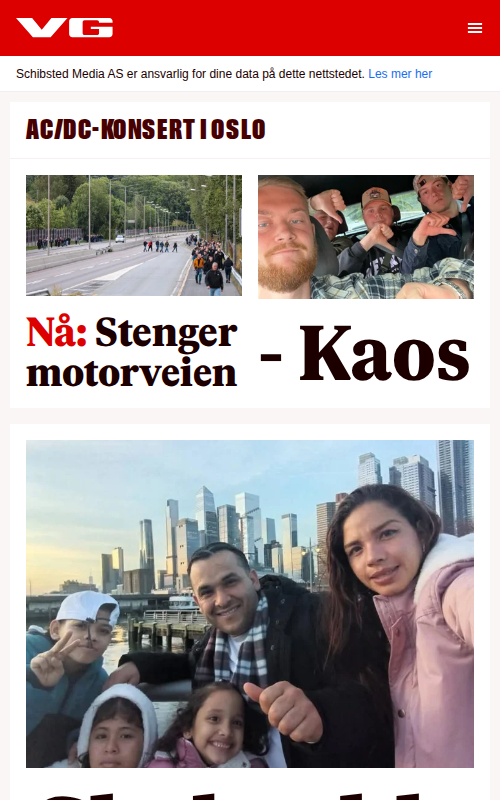 VG
Schibsted Media AS er ansvarlig for dine data på dette nettstedet. Les mer her
AC/DC-KONSERT I OSLO
Nå: Stenger
motorveien
- Kaos